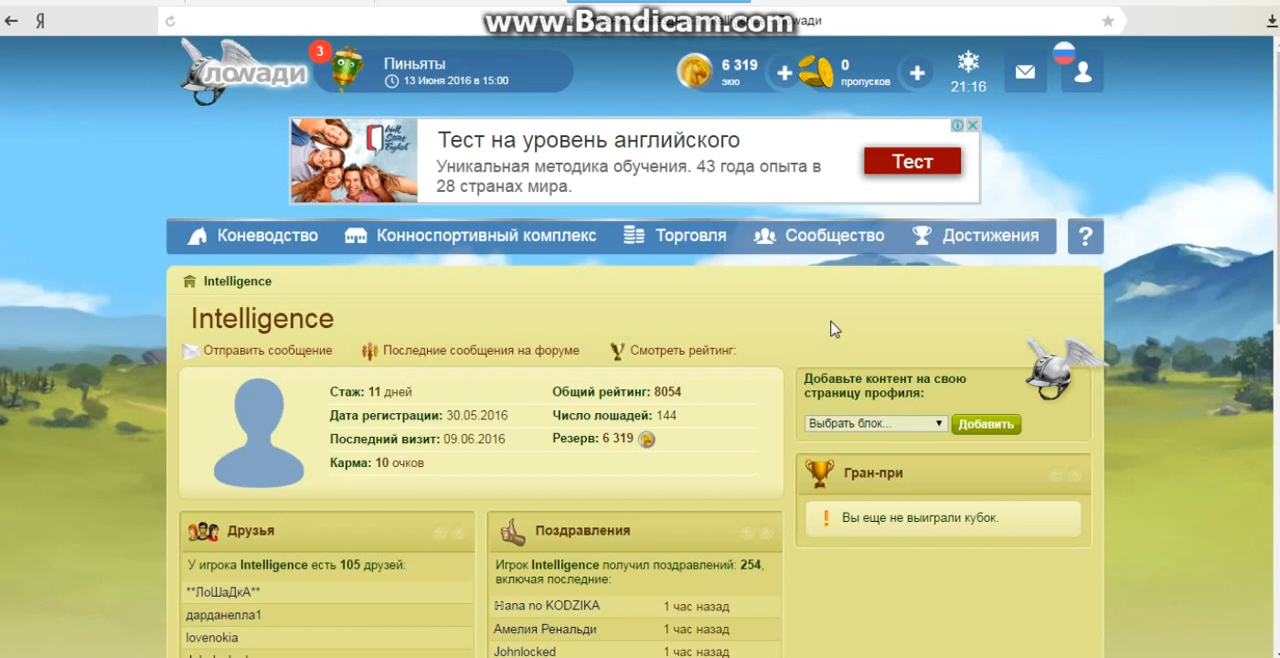 Я
www.Bandicam.com
ловади
3
Пиньяты
13 Июня 2016 в 15:00
6 319
экю
0
пропусков
21:16
Wall Street English
Тест на уровень английского
Уникальная методика обучения. 43 года опыта в
28 странах мира.
Тест
Коневодство
Конноспортивный комплекс
Торговля
Сообщество
Достижения
?
Intelligence
Intelligence
Отправить сообщение
Последние сообщения на форуме
Смотреть рейтинг:
Стаж: 11 дней
Дата регистрации: 30.05.2016
Последний визит: 09.06.2016
Карма: 10 очков
Общий рейтинг: 8054
Число лошадей: 144
Резерв: 6 319
Добавьте контент на свою
страницу профиля:
Выбрать блок...
Добавить
Гран-при
Вы еще не выиграли кубок.
Друзья
У игрока Intelligence есть 105 друзей:
**ЛоШаДкА**
дарданелла1
lovenokia
Поздравления
Игрок Intelligence получил поздравлений: 254,
включая последние:
Hana no KODZIKA 1 час назад
Амелия Ренальди 1 час назад
Johnlocked 1 час назад